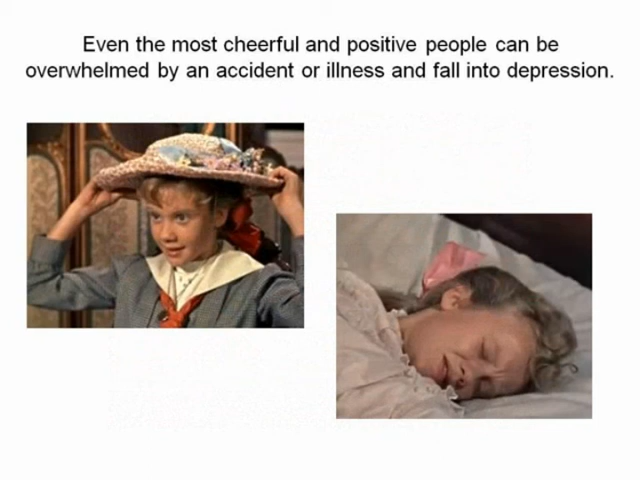 Even the most cheerful and positive people can be
overwhelmed by an accident or illness and fall into depression.